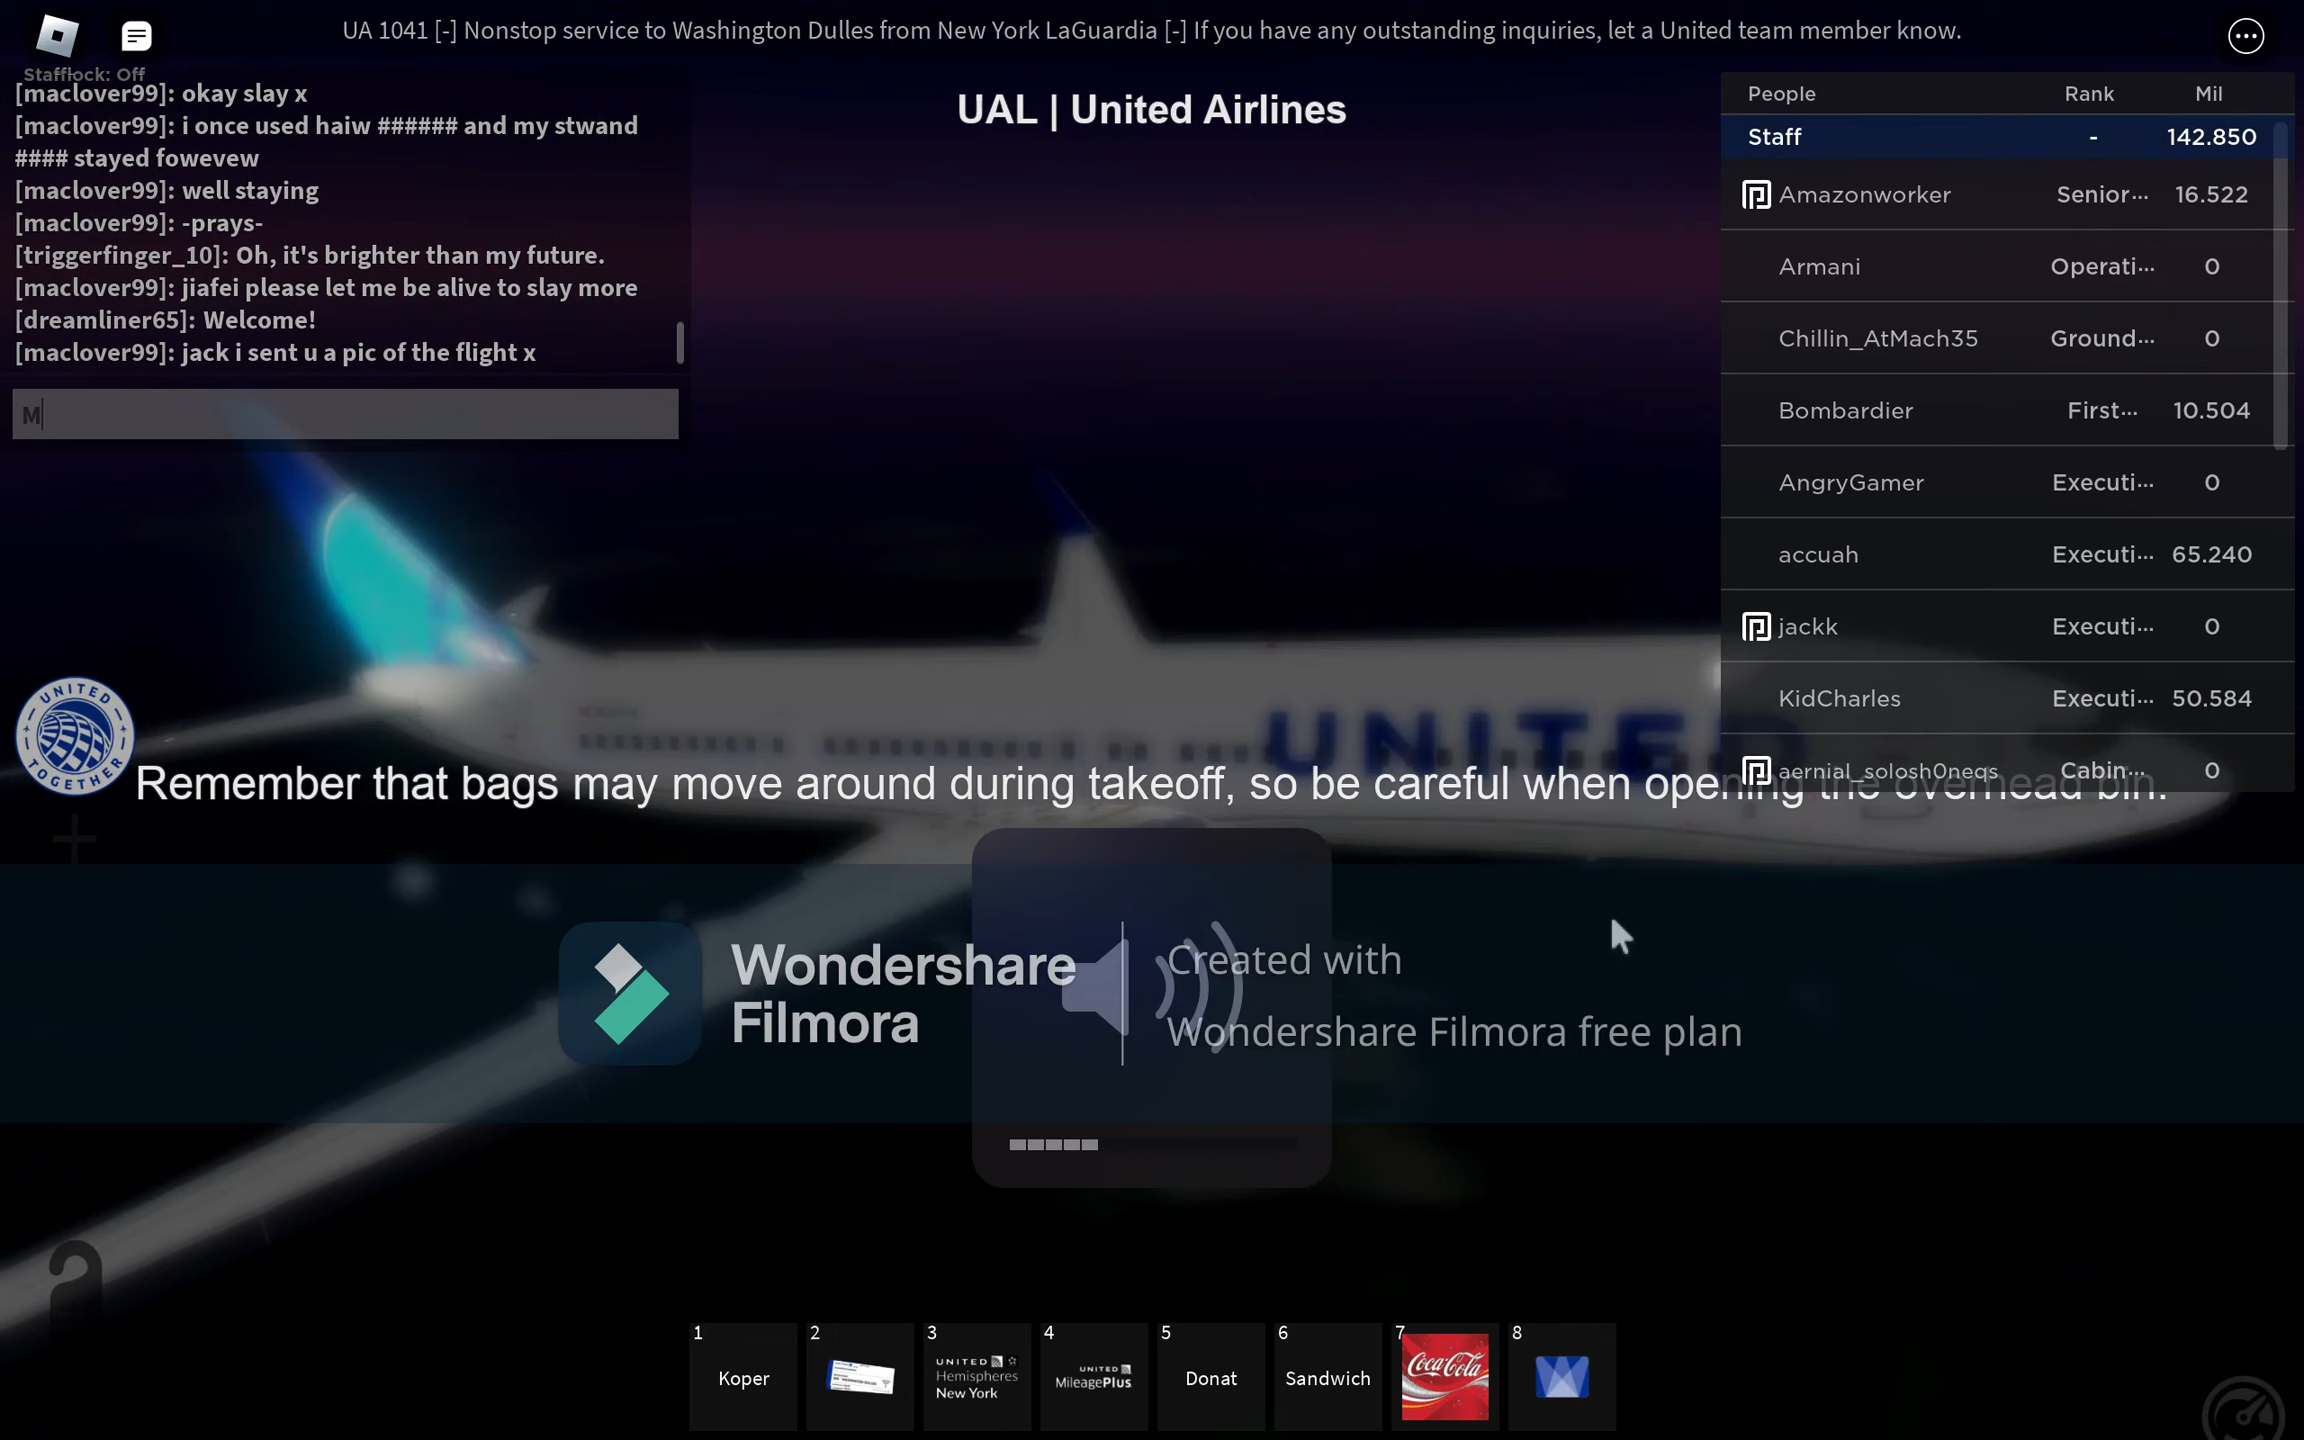 UA 1041 [-] Nonstop service to Washington Dulles from New York LaGuardia [-] If you have any outstanding inquiries, let a United team member know.
Stafflock: Off
[maclover99]: okay slay x
[maclover99]: i once used haiw ###### and my stwand
#### stayed fowevew
[maclover99]: well staying
[maclover99]: -prays-
[triggerfinger_10]: Oh, it's brighter than my future.
[maclover99]: jiafei please let me be alive to slay more
[dreamliner65]: Welcome!
[maclover99]: jack i sent u a pic of the flight x
M
UAL | United Airlines
People Rank Mil
Staff - 142.850
Amazonworker Senior... 16.522
Armani Operati... 0
Chillin_AtMach35 Ground... 0
Bombardier First... 10.504
AngryGamer Executi... 0
accuah Executi... 65.240
jackk Executi... 0
KidCharles Executi... 50.584
aernial_solosh0neqs Cabin... 0
UNITED
UNITED
TOGETHER
Remember that bags may move around during takeoff, so be careful when opening the overhead bin.
Wondershare
Filmora
Created with
Wondershare Filmora free plan
1
Koper
2
3
UNITED
Hemispheres
New York
4
UNITED
MileagePlus
5
Donat
6
Sandwich
7
Coca-Cola
8